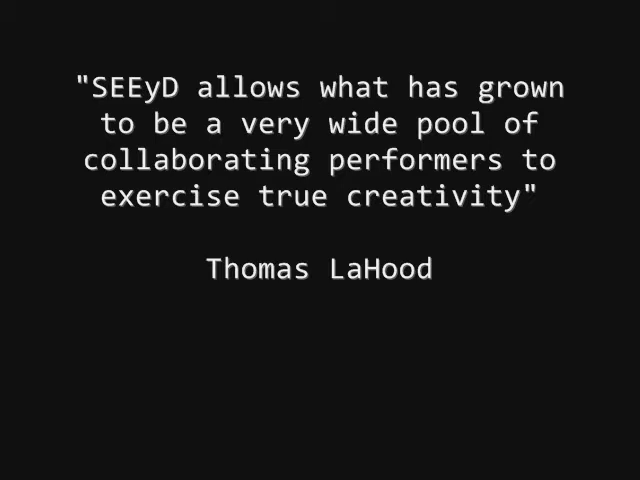 "SEEyD allows what has grown
to be a very wide pool of
collaborating performers to
exercise true creativity"
Thomas LaHood